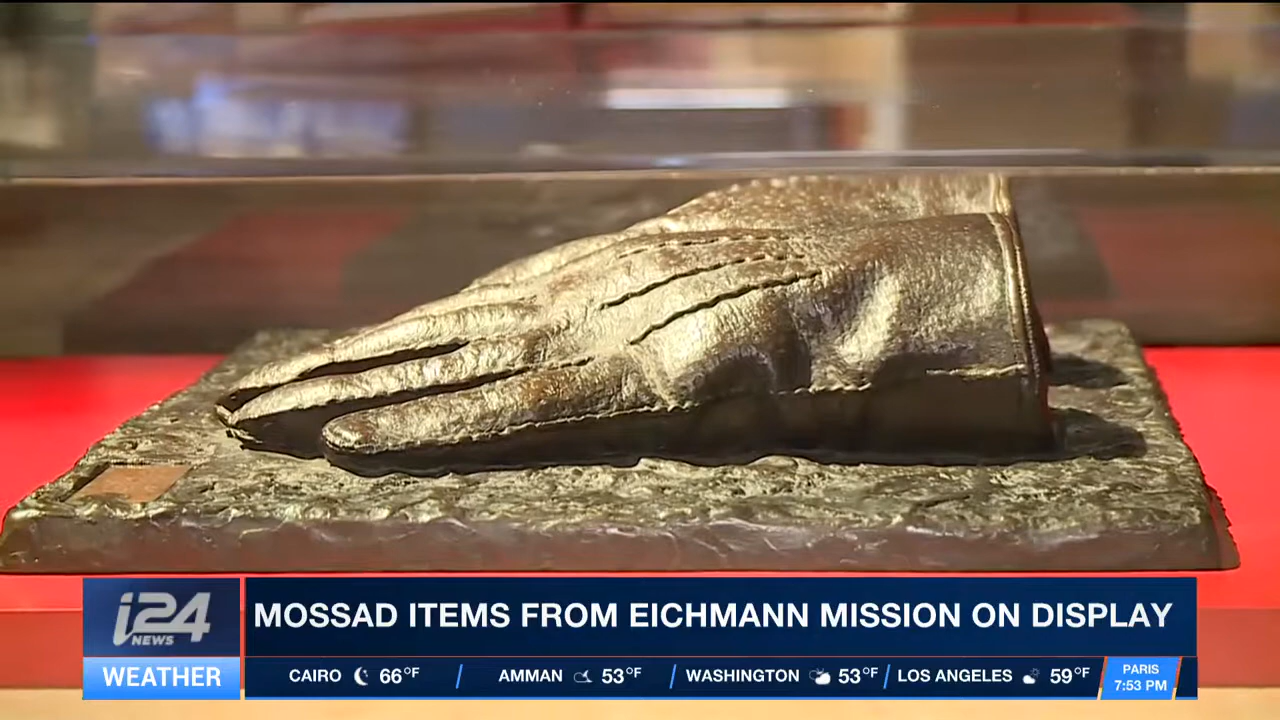 i24
NEWS
MOSSAD ITEMS FROM EICHMANN MISSION ON DISPLAY
WEATHER
CAIRO 66°F / AMMAN 53°F / WASHINGTON 53°F / LOS ANGELES 59°F
PARIS
7:53 PM